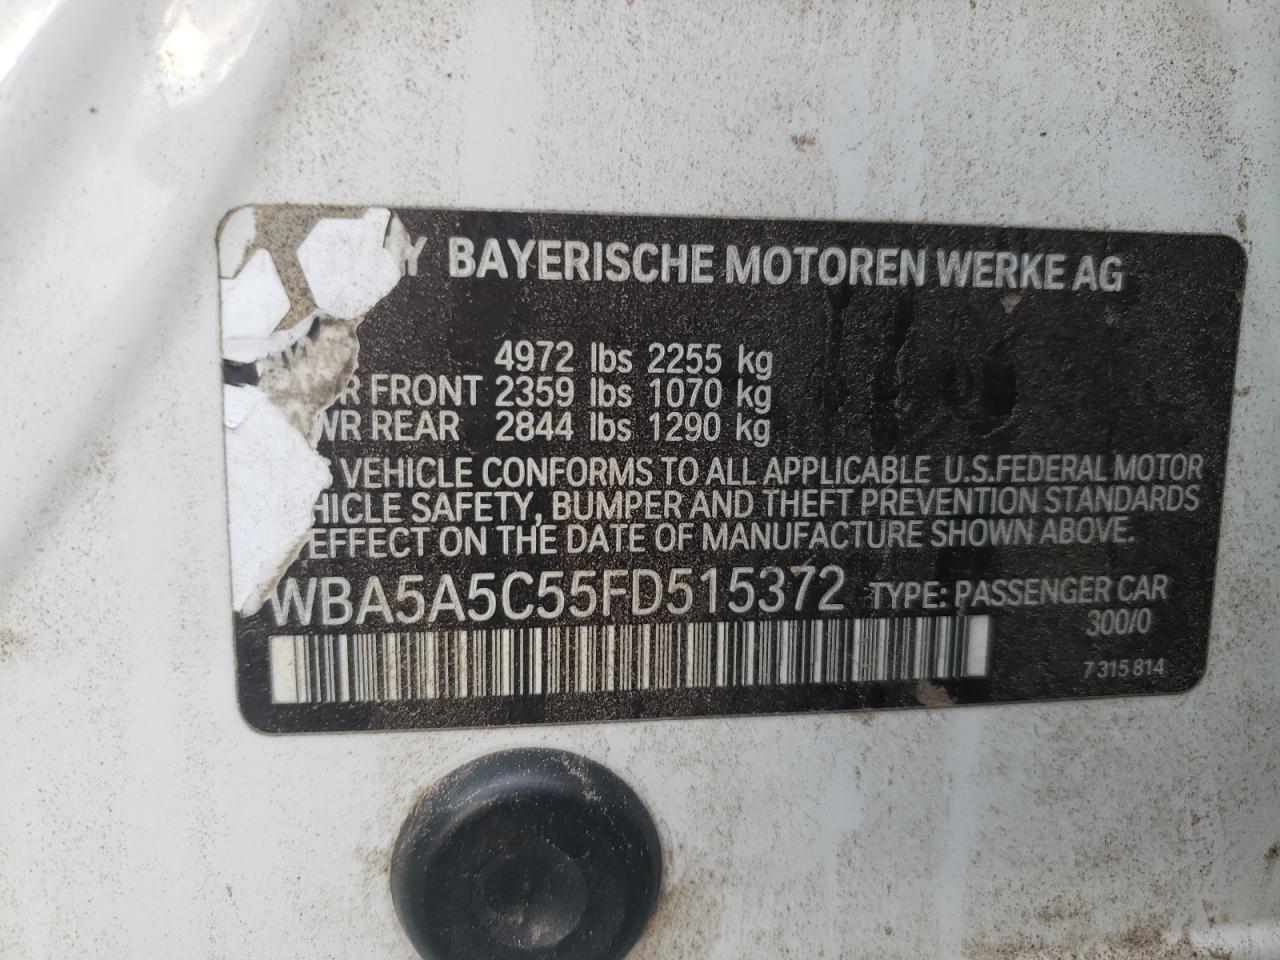 Y BAYERISCHE MOTOREN WERKE AG
4972 lbs 2255 kg
R FRONT 2359 lbs 1070 kg
WR REAR 2844 lbs 1290 kg
VEHICLE CONFORMS TO ALL APPLICABLE U.S.FEDERAL MOTOR
HICLE SAFETY, BUMPER AND THEFT PREVENTION STANDARDS
EFFECT ON THE DATE OF MANUFACTURE SHOWN ABOVE.
WBA5A5C55FD515372 TYPE: PASSENGER CAR
300/0
7 315 814